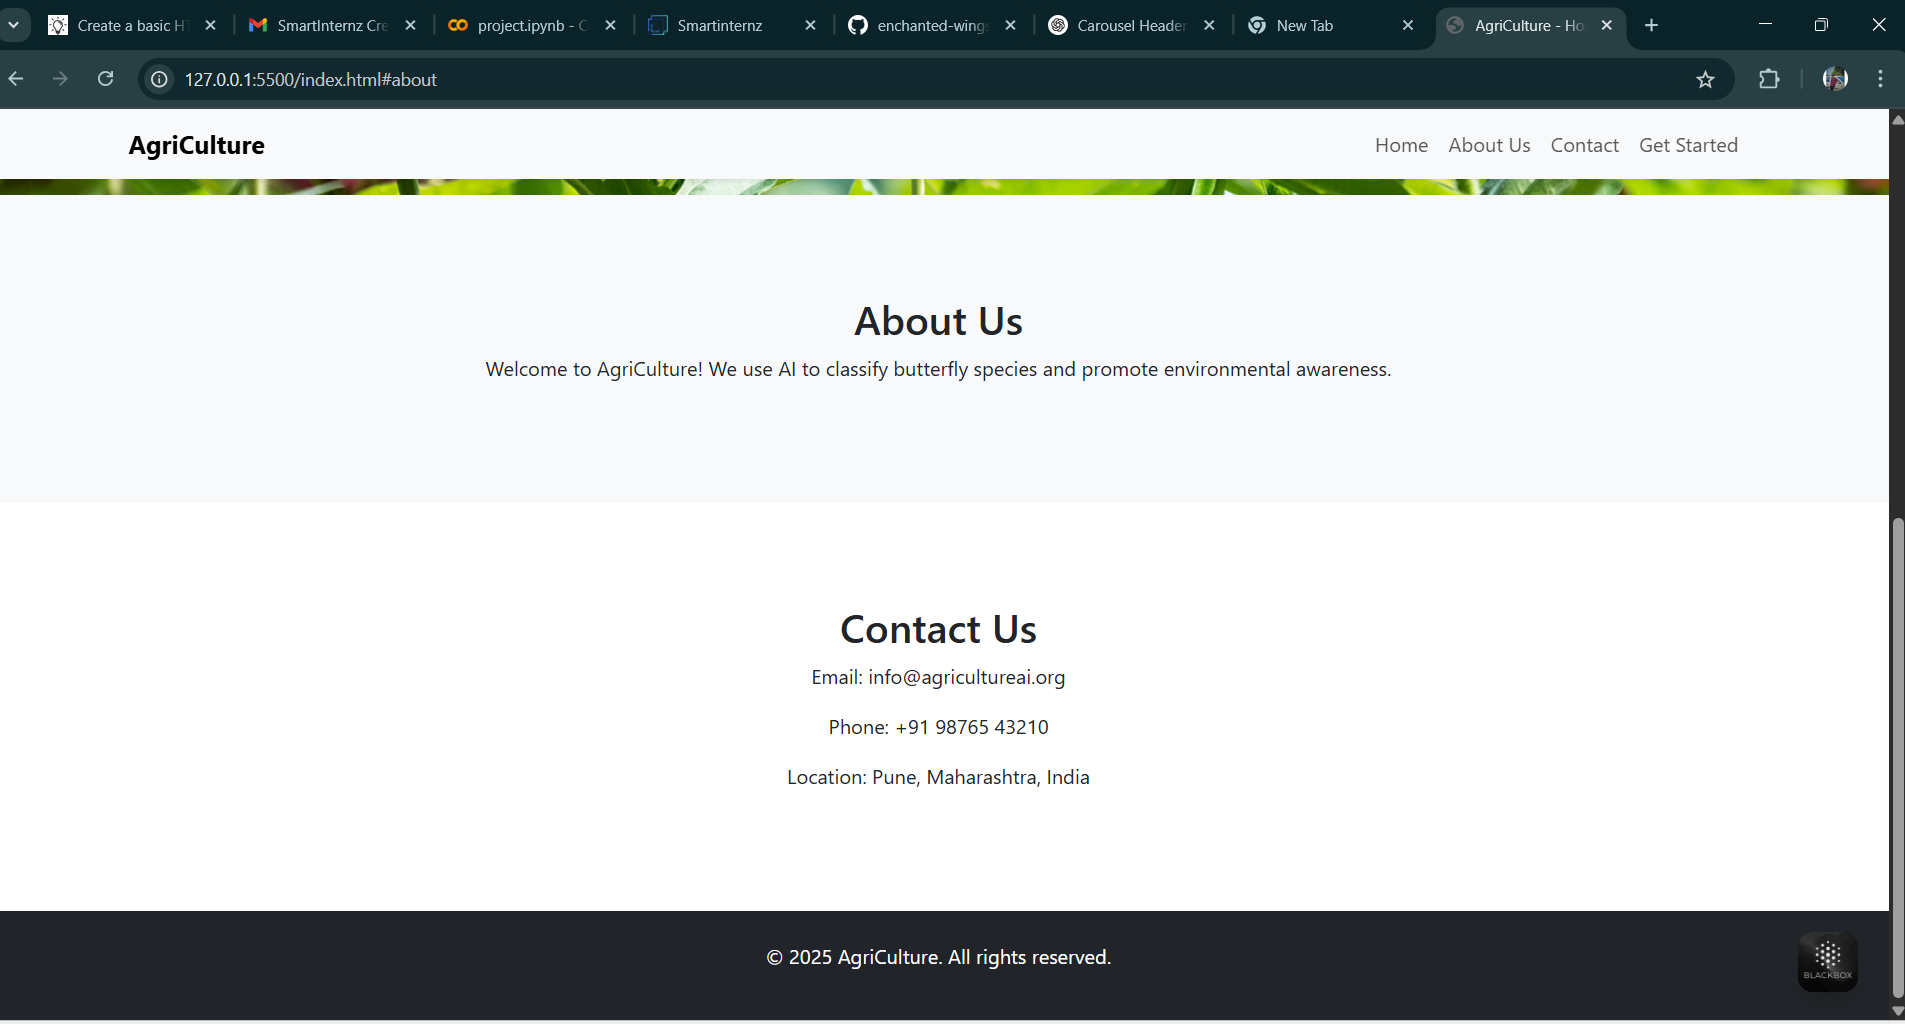 Create a basic HT
SmartInternz Cre
project.ipynb - C
Smartinternz
enchanted-wings
Carousel Header
New Tab
AgriCulture - Ho
127.0.0.1:5500/index.html#about
AgriCulture
Home About Us Contact Get Started
About Us
Welcome to AgriCulture! We use AI to classify butterfly species and promote environmental awareness.
Contact Us
Email: info@agricultureai.org
Phone: +91 98765 43210
Location: Pune, Maharashtra, India
© 2025 AgriCulture. All rights reserved.
BLACKBOX